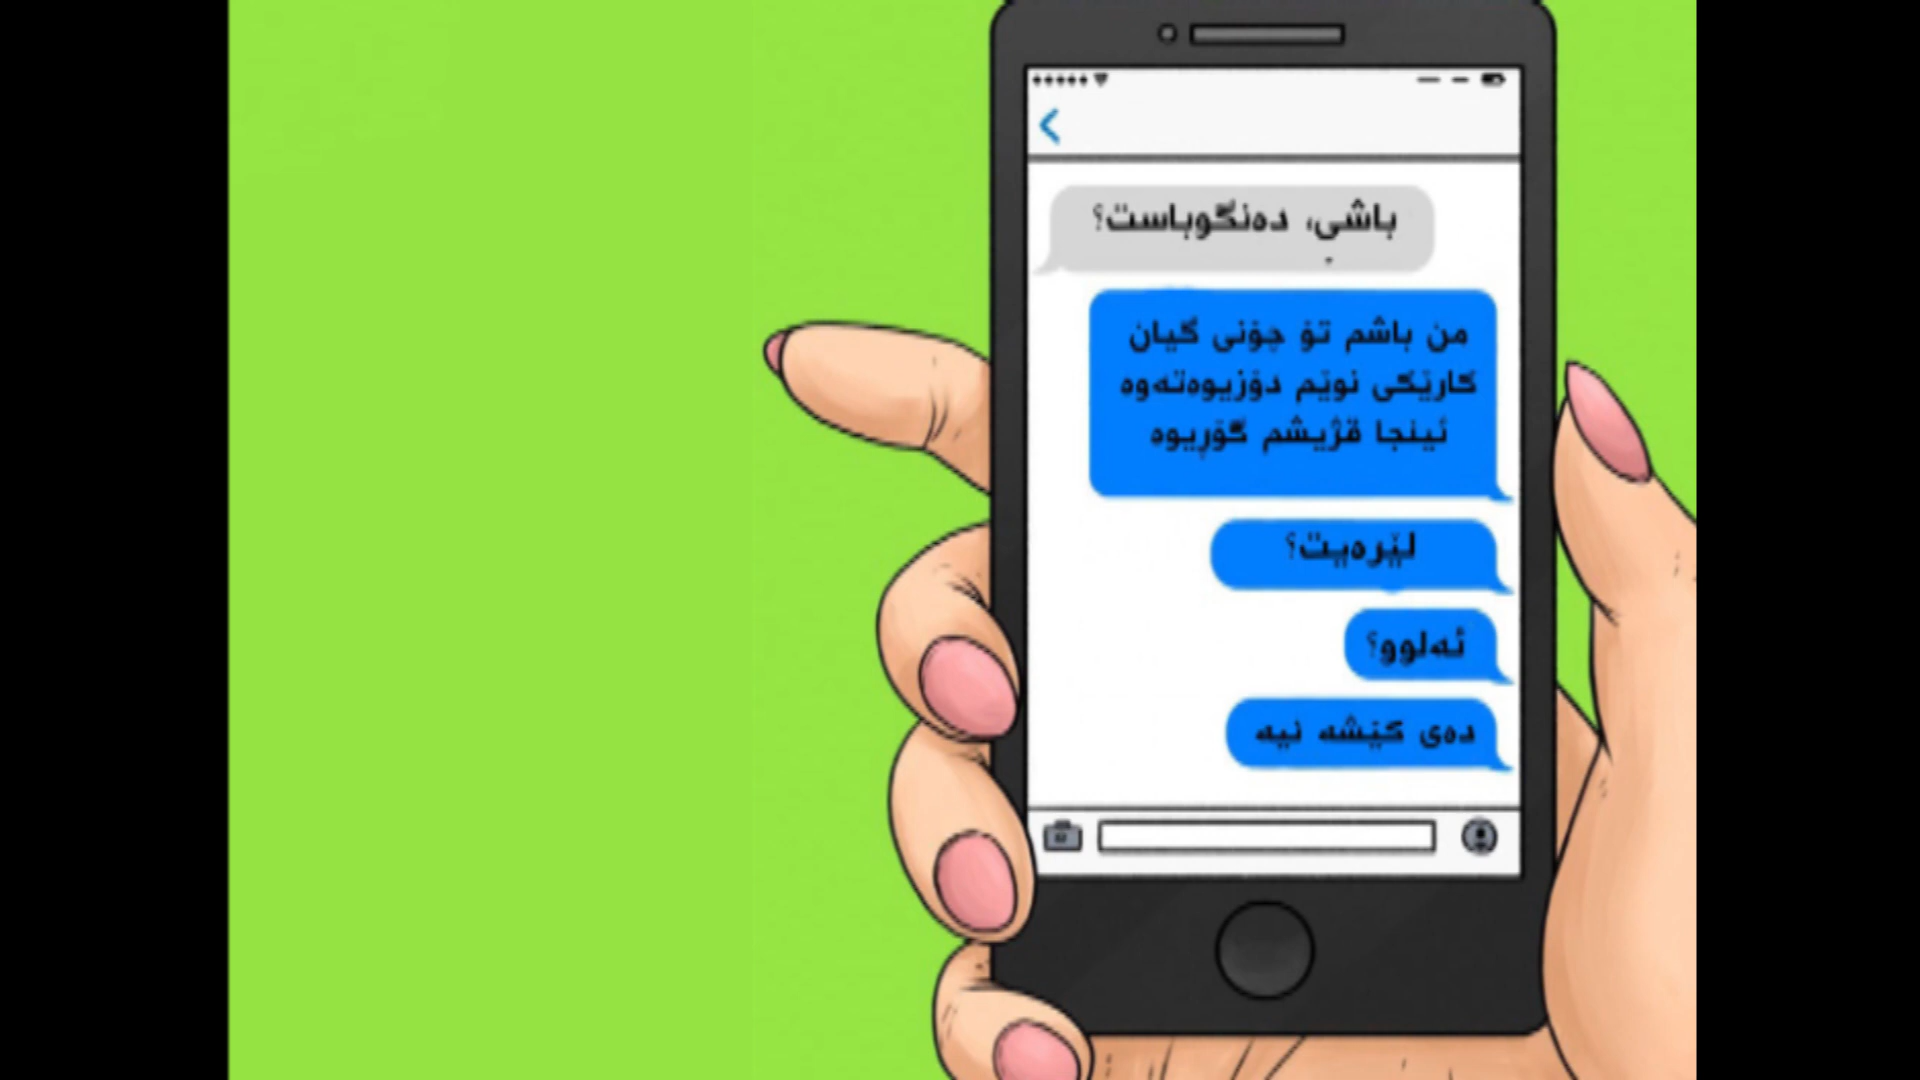 باشی، دەنگوباست؟
من باشم تۆ چۆنی گیان
کارێکی نوێم دۆزیوەتەوە
ئینجا قژیشم گۆڕیوە
لێرەیت؟
ئەلوو؟
دەی کێشە نیە